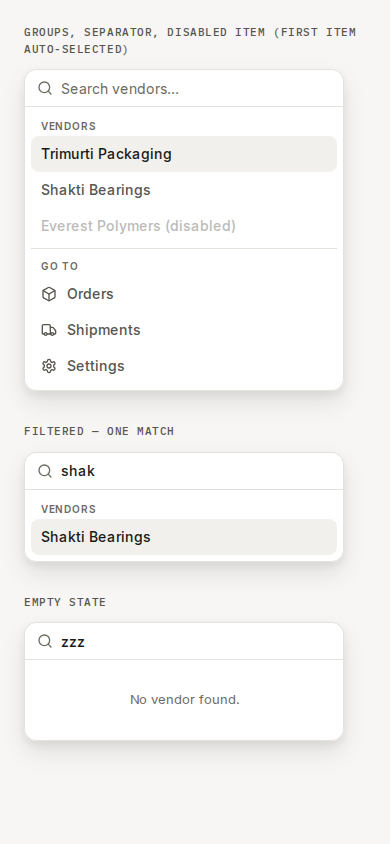 GROUPS, SEPARATOR, DISABLED ITEM (FIRST ITEM
AUTO-SELECTED)
Search vendors…
VENDORS
Trimurti Packaging
Shakti Bearings
Everest Polymers (disabled)
GO TO
Orders
Shipments
Settings
FILTERED — ONE MATCH
shak
VENDORS
Shakti Bearings
EMPTY STATE
zzz
No vendor found.